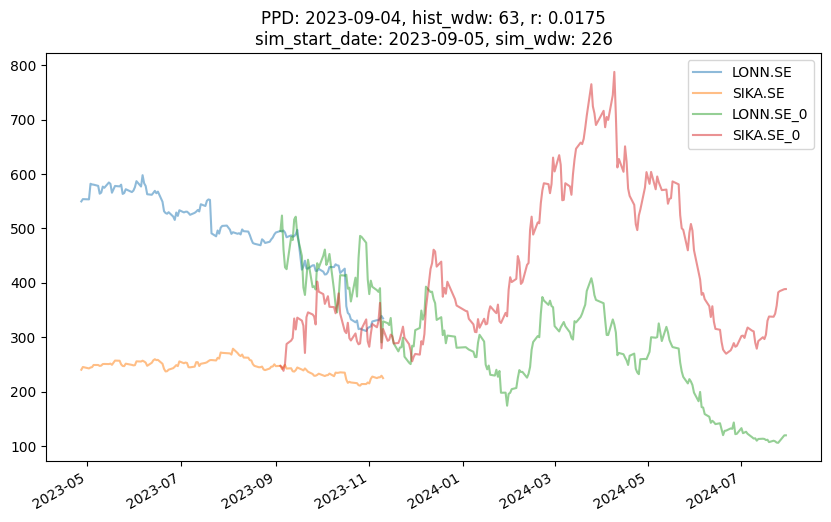 PPD: 2023-09-04, hist_wdw: 63, r: 0.0175
sim_start_date: 2023-09-05, sim_wdw: 226
800
700
600
500
400
300
200
100
LONN.SE
SIKA.SE
LONN.SE_0
SIKA.SE_0
2023-05
2023-07
2023-09
2023-11
2024-01
2024-03
2024-05
2024-07